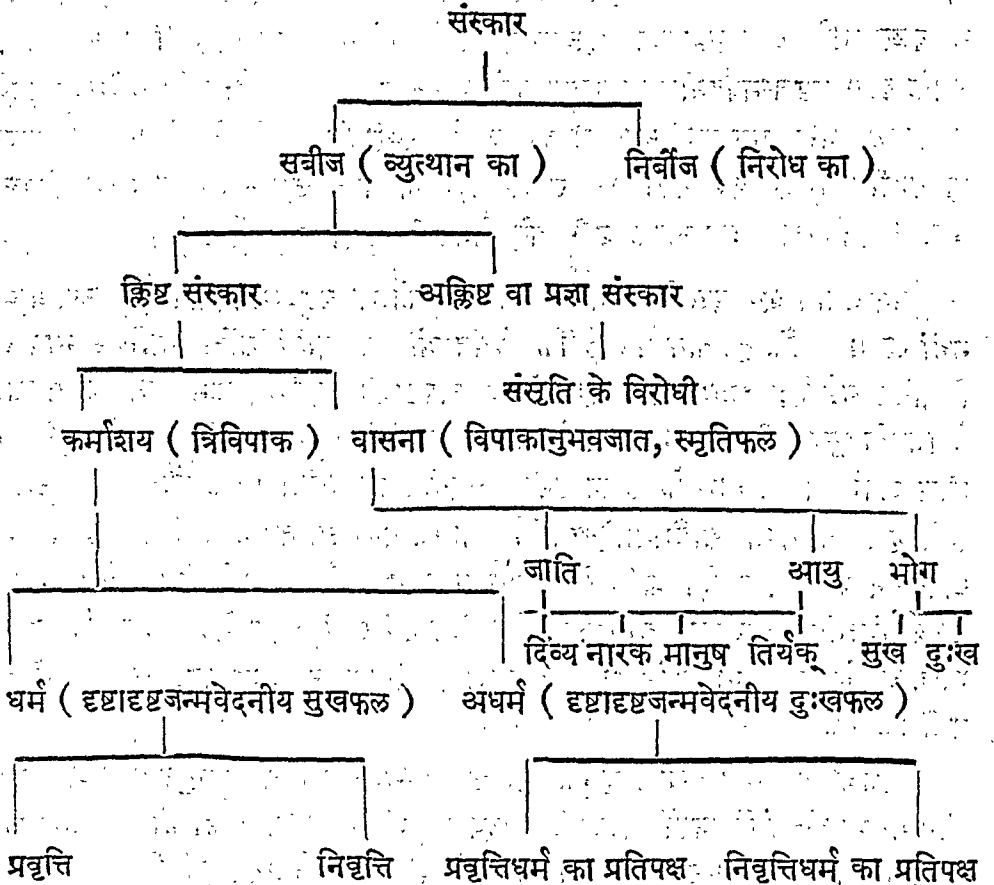 संस्कार
सबीज ( व्युत्थान का ) निर्बीज ( निरोध का )
क्लिष्ट संस्कार अक्लिष्ट वा प्रज्ञा संस्कार
संसृति के विरोधी
कर्माशय ( त्रिविपाक ) वासना ( विपाकानुभवजात, स्मृतिफल )
जाति आयु भोग
दिव्य नारक मानुष तिर्यक् सुख दुःख
धर्म ( दृष्टादृष्टजन्मवेदनीय सुखफल ) अधर्म ( दृष्टादृष्टजन्मवेदनीय दुःखफल )
प्रवृत्ति निवृत्ति प्रवृत्तिधर्म का प्रतिपक्ष निवृत्तिधर्म का प्रतिपक्ष